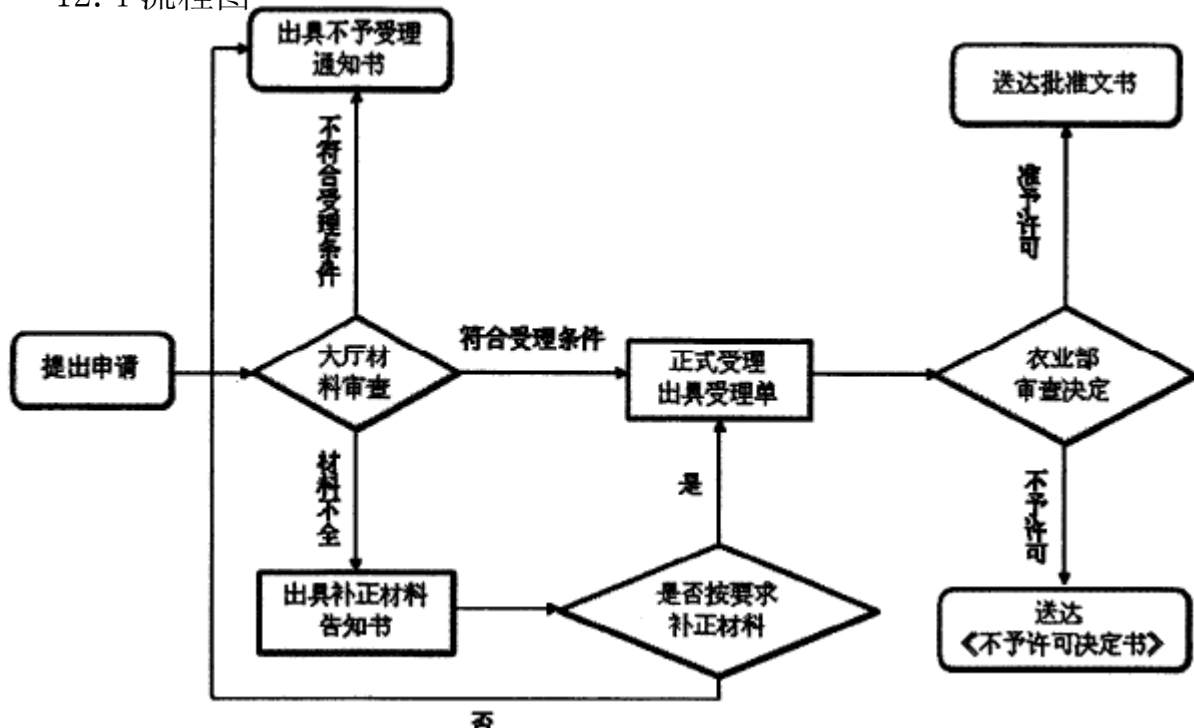 12.1流程图
出具不予受理
通知书
送达批准文书
不符合受理条件
准予许可
提出申请
大厅材
料审查
符合受理条件
正式受理
出具受理单
农业部
审查决定
材料不全
是
不予许可
出具补正材料
告知书
是否按要求
补正材料
送达
《不予许可决定书》
否